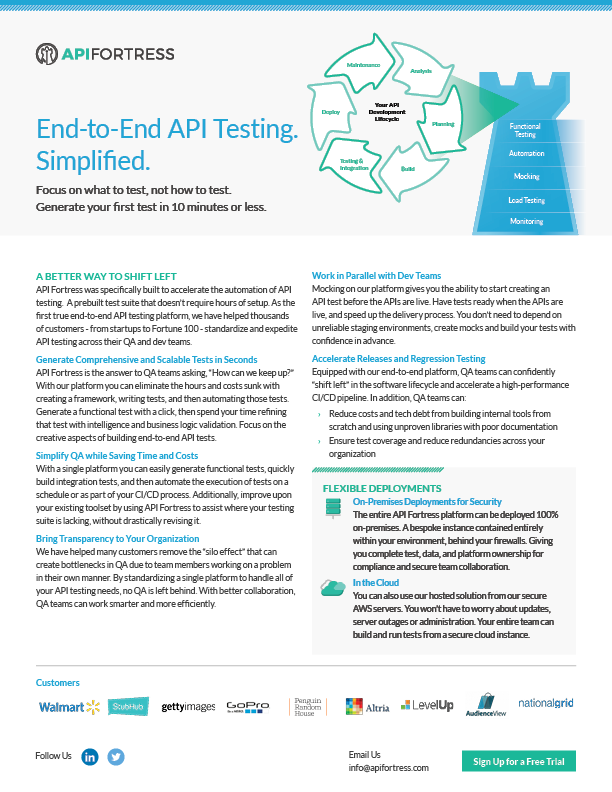 APIFORTRESS
End-to-End API Testing.
Simplified.
Focus on what to test, not how to test.
Generate your first test in 10 minutes or less.
Maintenance
Analysis
Deploy
Your API
Development
Lifecycle
Planning
Testing &
Integration
Build
Functional
Testing
Automation
Mocking
Load Testing
Monitoring
A BETTER WAY TO SHIFT LEFT
API Fortress was specifically built to accelerate the automation of API
testing. A prebuilt test suite that doesn't require hours of setup. As the
first true end-to-end API testing platform, we have helped thousands
of customers - from startups to Fortune 100 - standardize and expedite
API testing across their QA and dev teams.
Generate Comprehensive and Scalable Tests in Seconds
API Fortress is the answer to QA teams asking, "How can we keep up?"
With our platform you can eliminate the hours and costs sunk with
creating a framework, writing tests, and then automating those tests.
Generate a functional test with a click, then spend your time refining
that test with intelligence and business logic validation. Focus on the
creative aspects of building end-to-end API tests.
Simplify QA while Saving Time and Costs
With a single platform you can easily generate functional tests, quickly
build integration tests, and then automate the execution of tests on a
schedule or as part of your CI/CD process. Additionally, improve upon
your existing toolset by using API Fortress to assist where your testing
suite is lacking, without drastically revising it.
Bring Transparency to Your Organization
We have helped many customers remove the "silo effect" that can
create bottlenecks in QA due to team members working on a problem
in their own manner. By standardizing a single platform to handle all of
your API testing needs, no QA is left behind. With better collaboration,
QA teams can work smarter and more efficiently.
Work in Parallel with Dev Teams
Mocking on our platform gives you the ability to start creating an
API test before the APIs are live. Have tests ready when the APIs are
live, and speed up the delivery process. You don't need to depend on
unreliable staging environments, create mocks and build your tests with
confidence in advance.
Accelerate Releases and Regression Testing
Equipped with our end-to-end platform, QA teams can confidently
"shift left" in the software lifecycle and accelerate a high-performance
CI/CD pipeline. In addition, QA teams can:
› Reduce costs and tech debt from building internal tools from
scratch and using unproven libraries with poor documentation
› Ensure test coverage and reduce redundancies across your
organization
FLEXIBLE DEPLOYMENTS
On-Premises Deployments for Security
The entire API Fortress platform can be deployed 100%
on-premises. A bespoke instance contained entirely
within your environment, behind your firewalls. Giving
you complete test, data, and platform ownership for
compliance and secure team collaboration.
In the Cloud
You can also use our hosted solution from our secure
AWS servers. You won't have to worry about updates,
server outages or administration. Your entire team can
build and run tests from a secure cloud instance.
Customers
Walmart
StubHub
gettyimages
GoPro
Be a HERO.
Penguin
Random
House
Altria
LevelUp
AudienceView
nationalgrid
Follow Us
in
Email Us
info@apifortress.com
Sign Up for a Free Trial